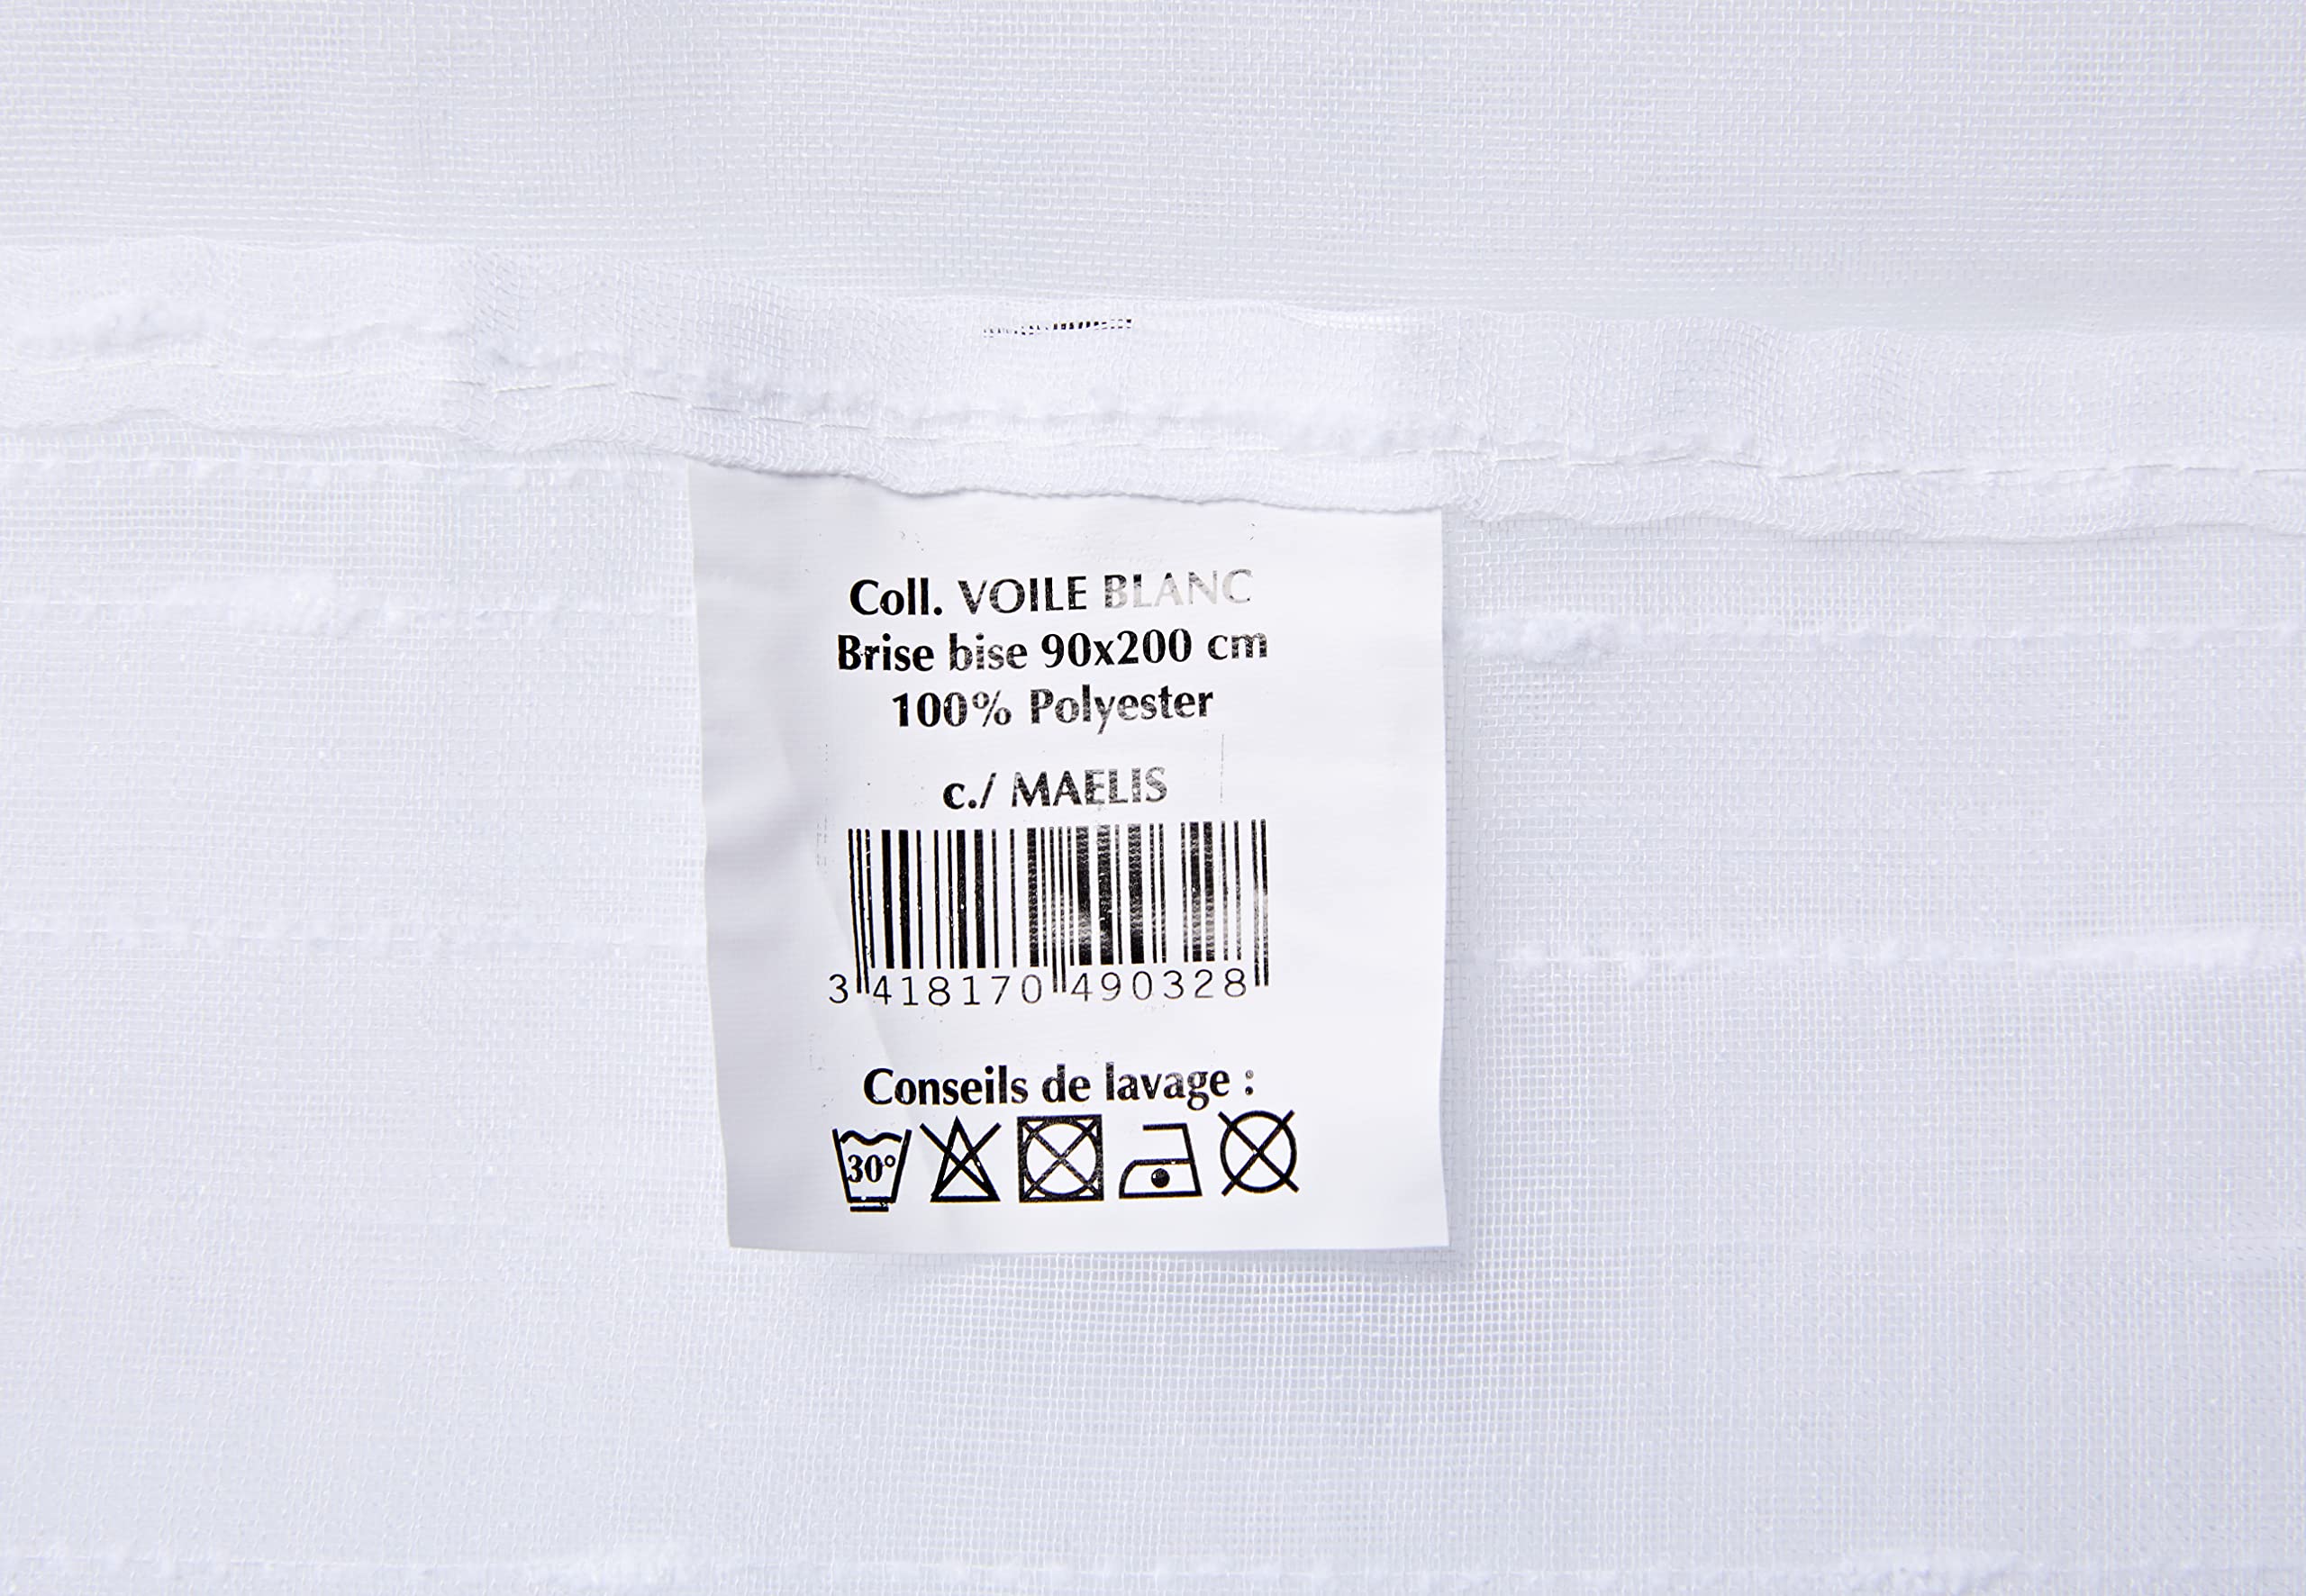 Coll. VOILE BLANC
Brise bise 90x200 cm
100% Polyester
c./ MAELIS
3 418170 490328
Conseils de lavage :
30°